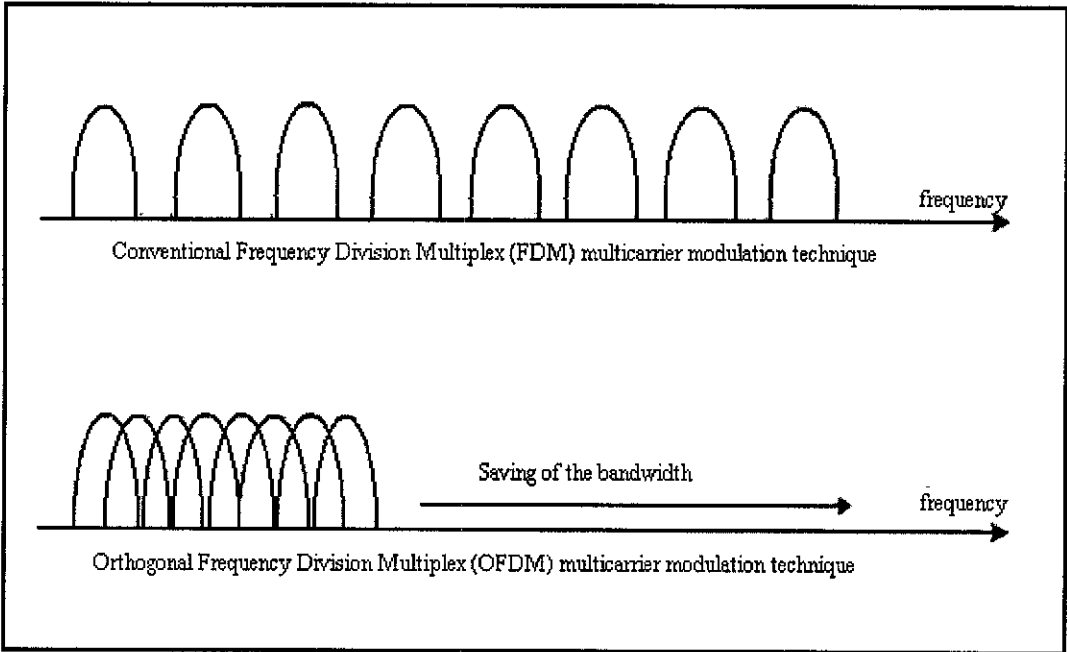 frequency
Conventional Frequency Division Multiplex (FDM) multicarrier modulation technique
Saving of the bandwidth
frequency
Orthogonal Frequency Division Multiplex (OFDM) multicarrier modulation technique